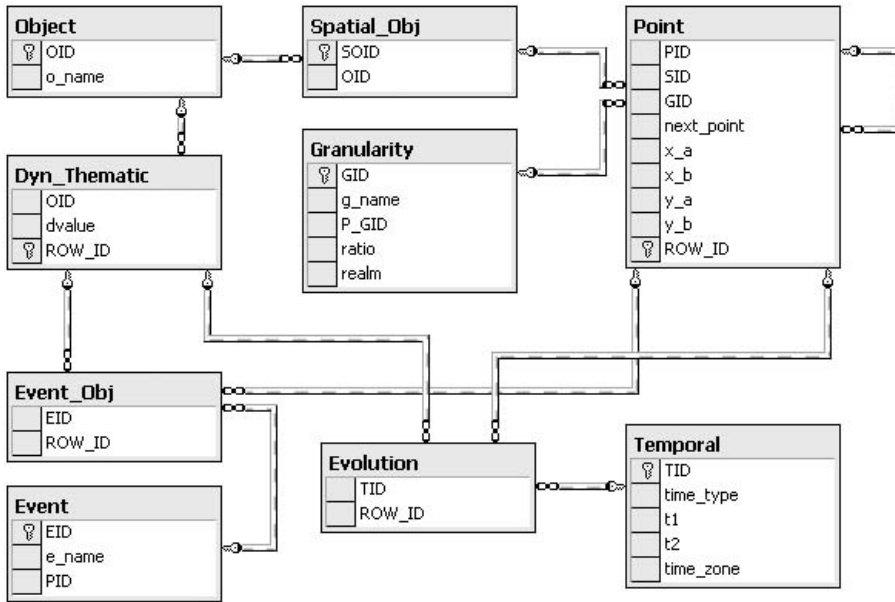 Object
OID
o_name
Spatial_Obj
SOID
OID
Point
PID
SID
GID
next_point
x_a
x_b
y_a
y_b
ROW_ID
Granularity
GID
g_name
P_GID
ratio
realm
Dyn_Thematic
OID
dvalue
ROW_ID
Event_Obj
EID
ROW_ID
Evolution
TID
ROW_ID
Temporal
TID
time_type
t1
t2
time_zone
Event
EID
e_name
PID